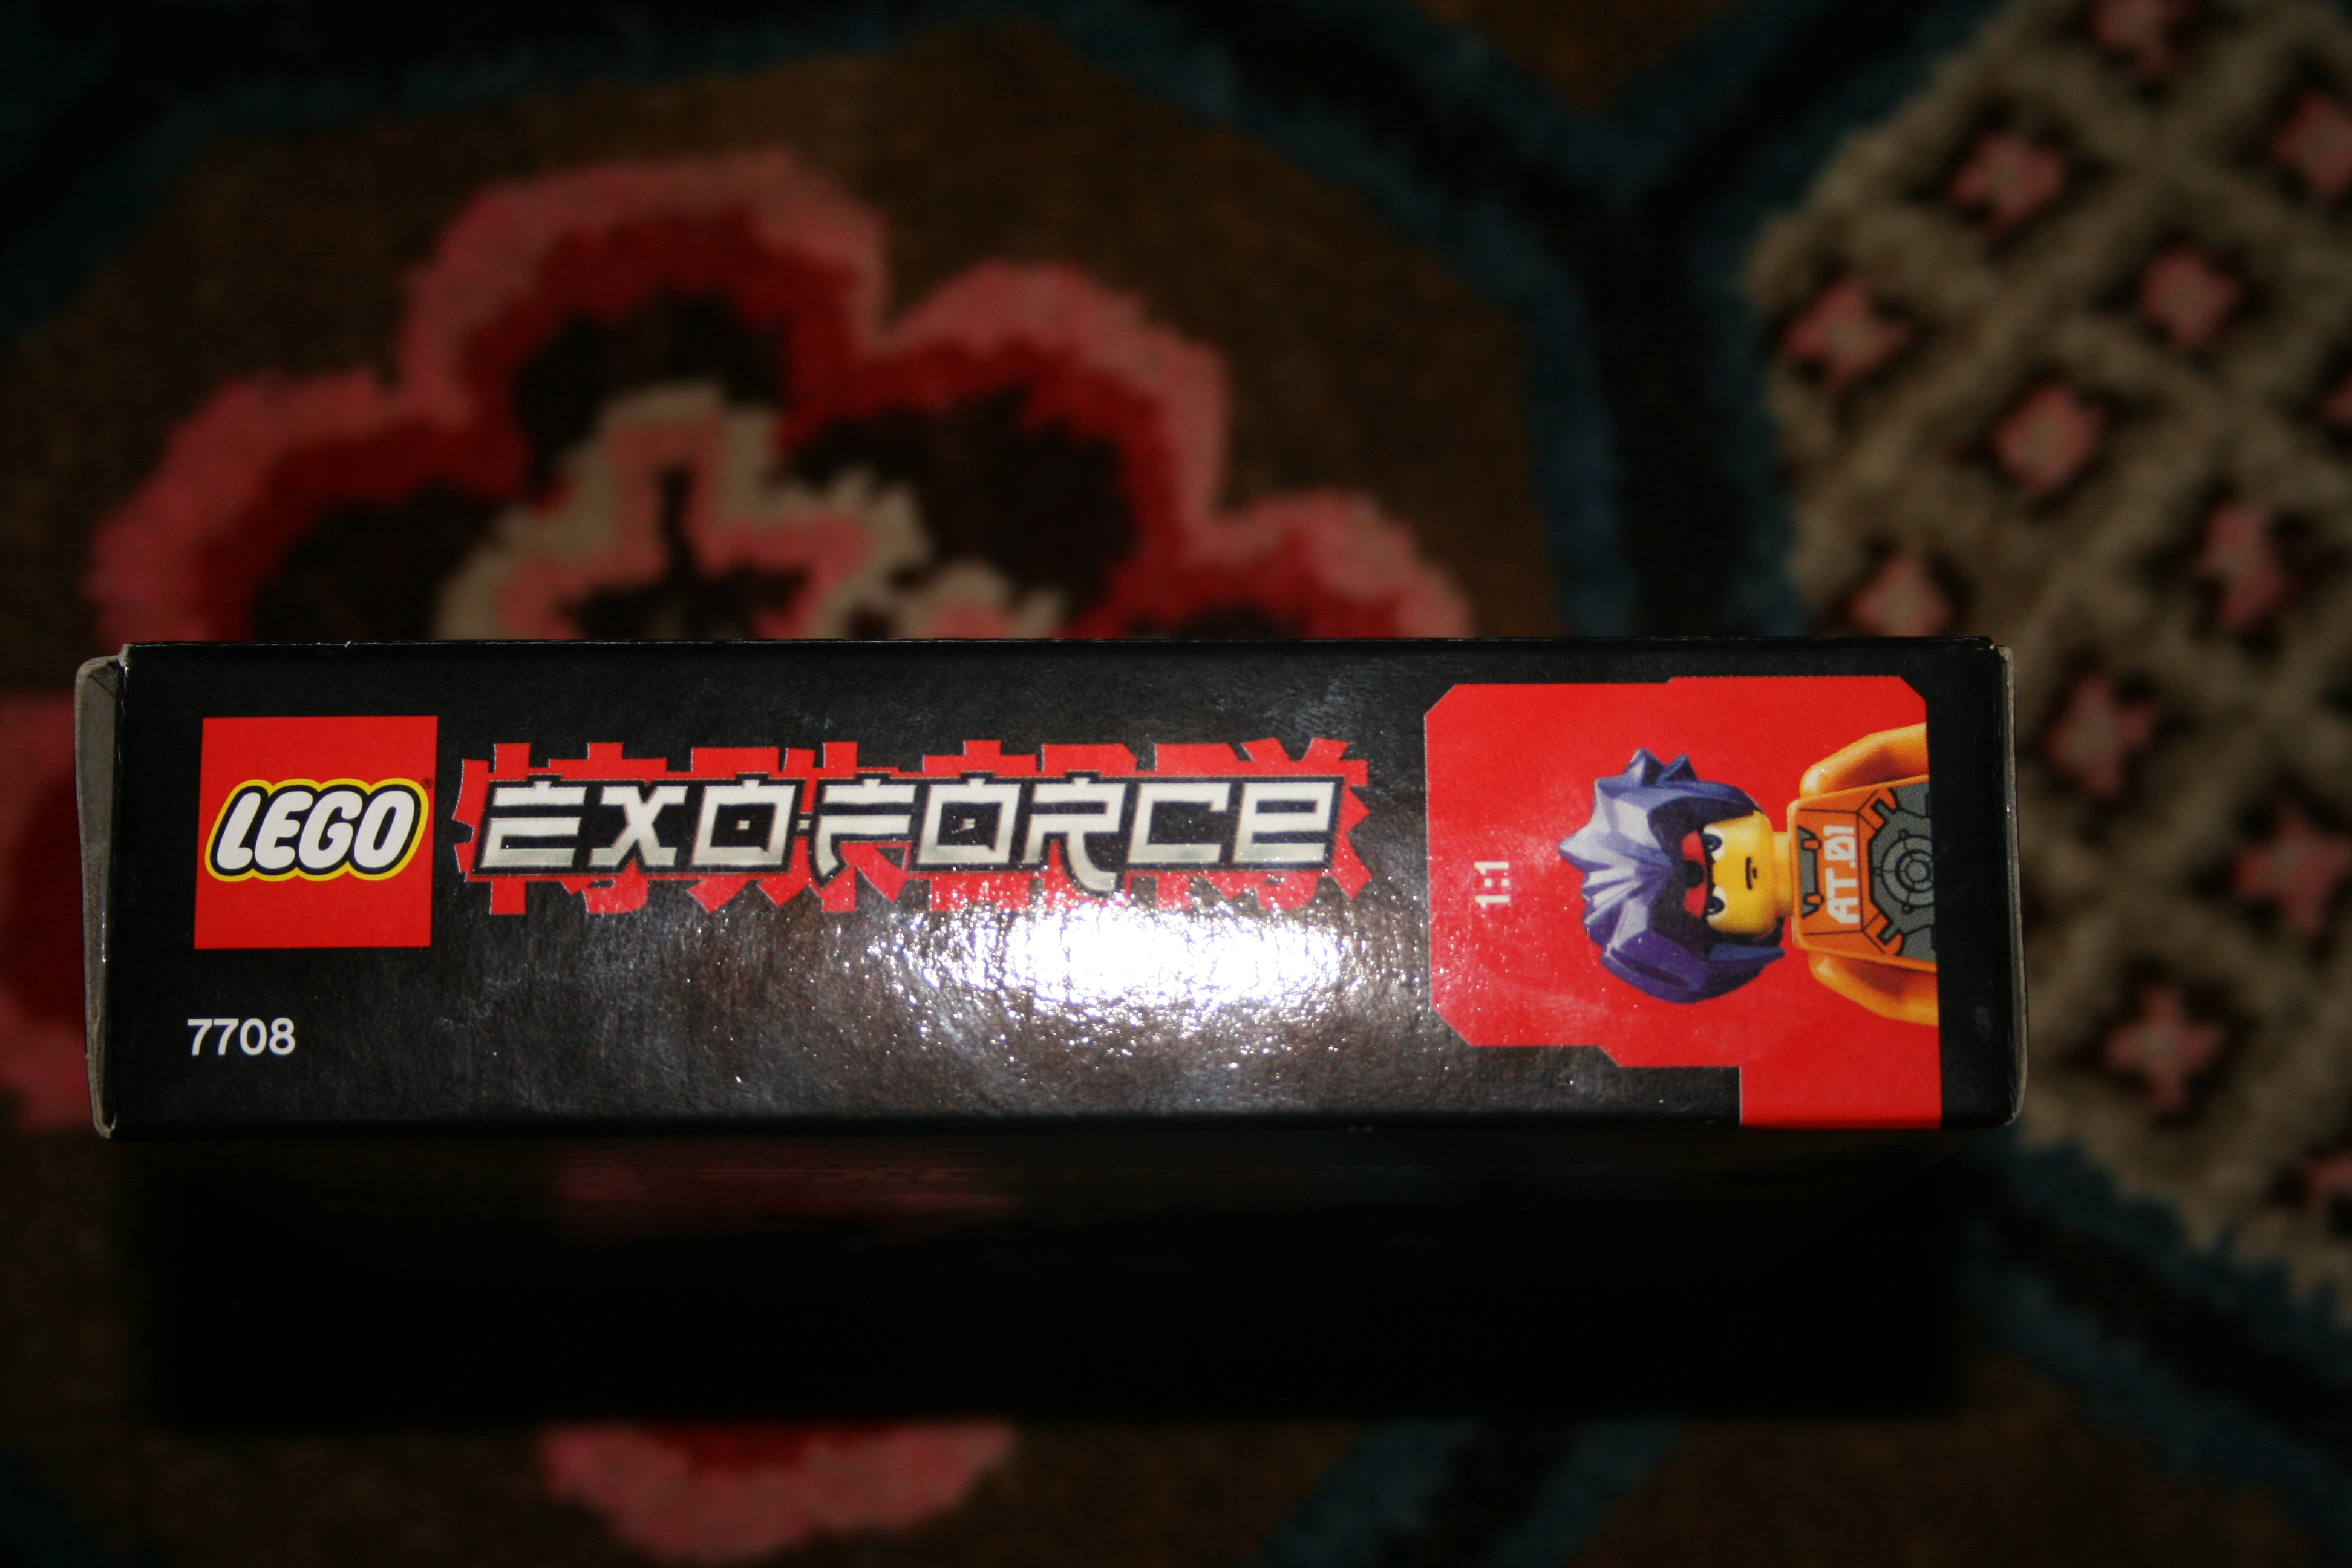 LEGO®
EXO-FORCE
1:1
AT.01
7708